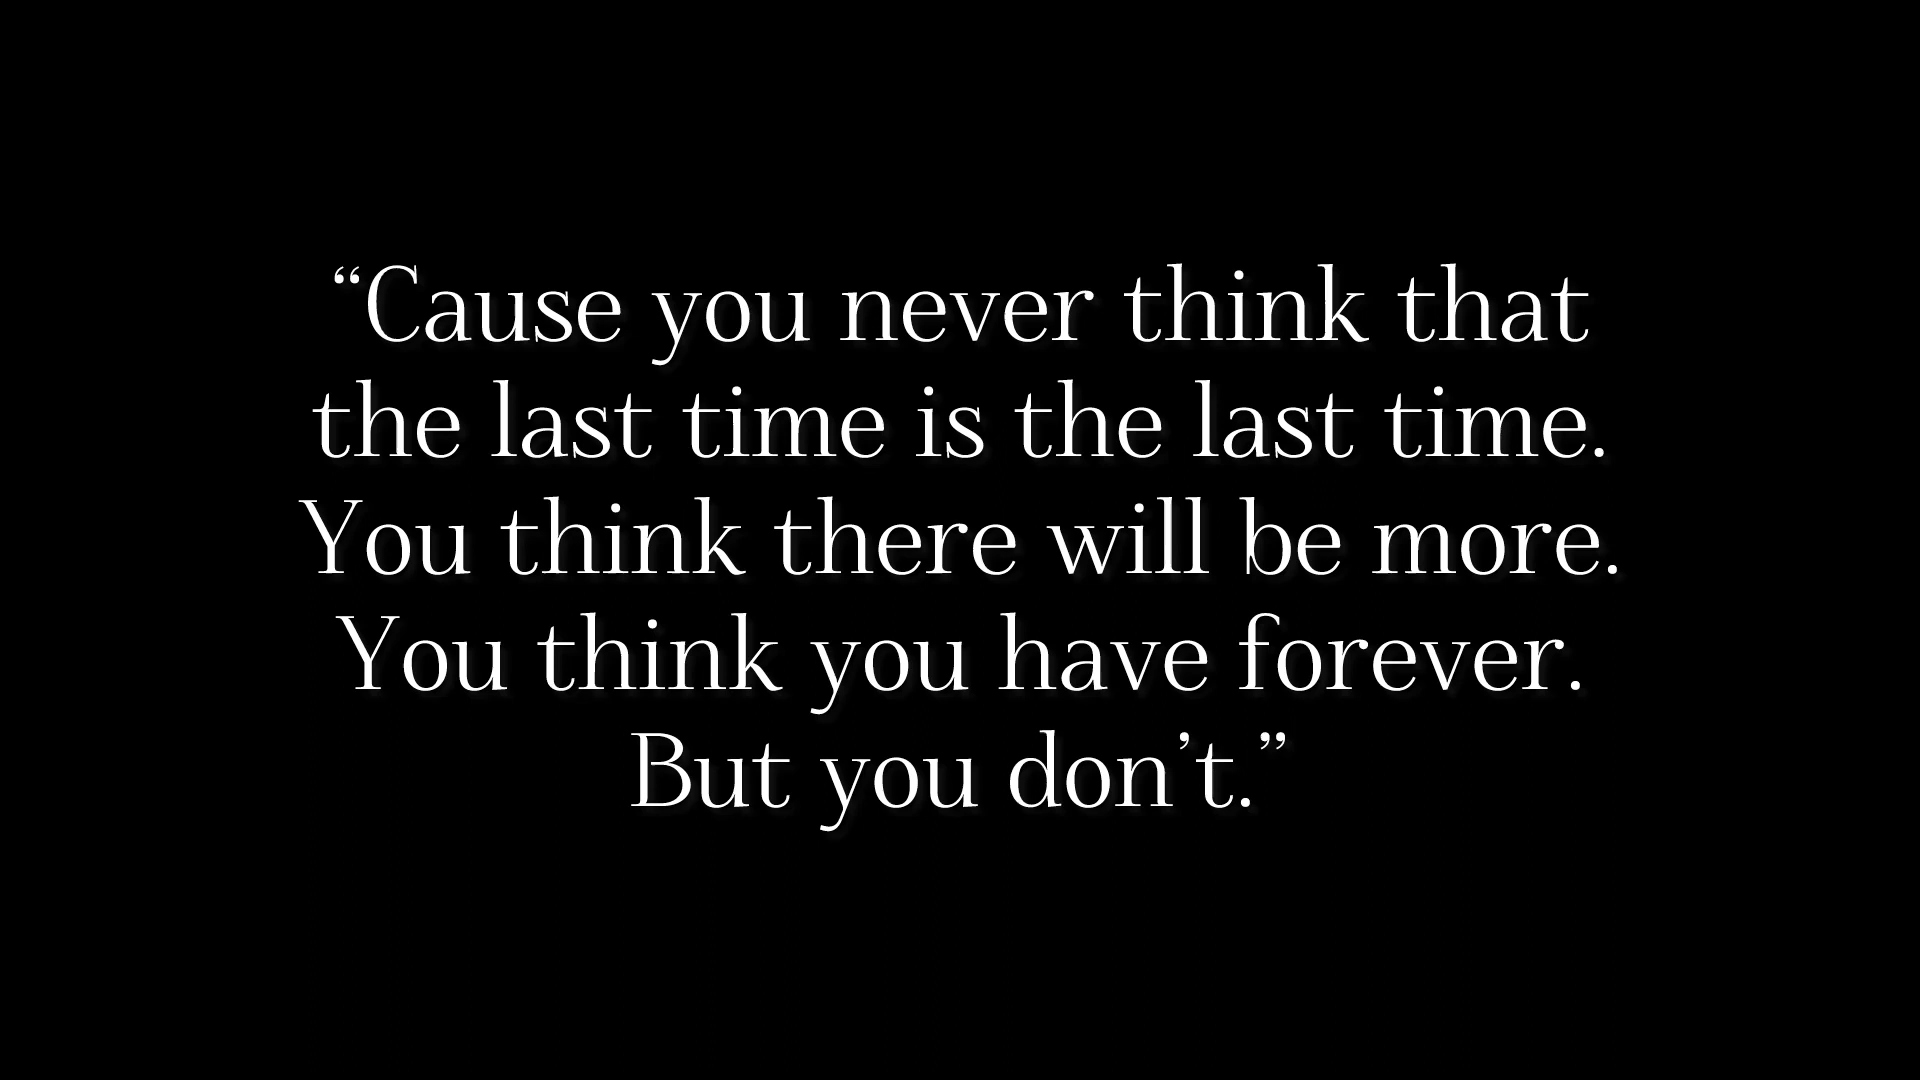 “Cause you never think that
the last time is the last time.
You think there will be more.
You think you have forever.
But you don’t.”